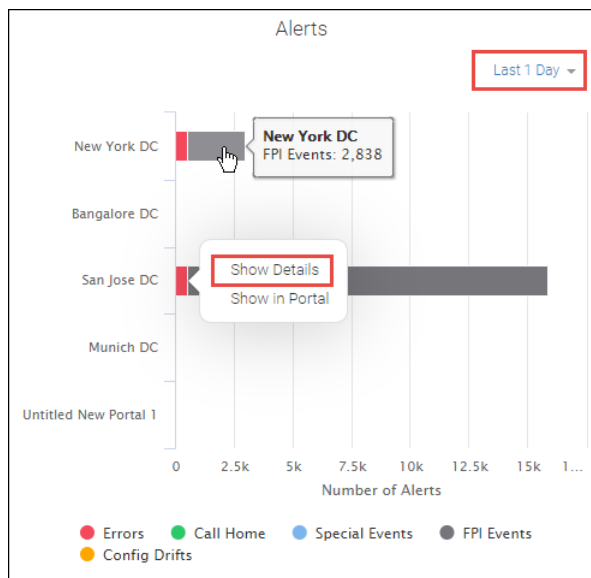 Alerts
Last 1 Day
New York DC
New York DC
FPI Events: 2,838
Bangalore DC
Show Details
San Jose DC
Show in Portal
Munich DC
Untitled New Portal 1
0 2.5k 5k 7.5k 10k 12.5k 15k 1...
Number of Alerts
Errors Call Home Special Events FPI Events
Config Drifts